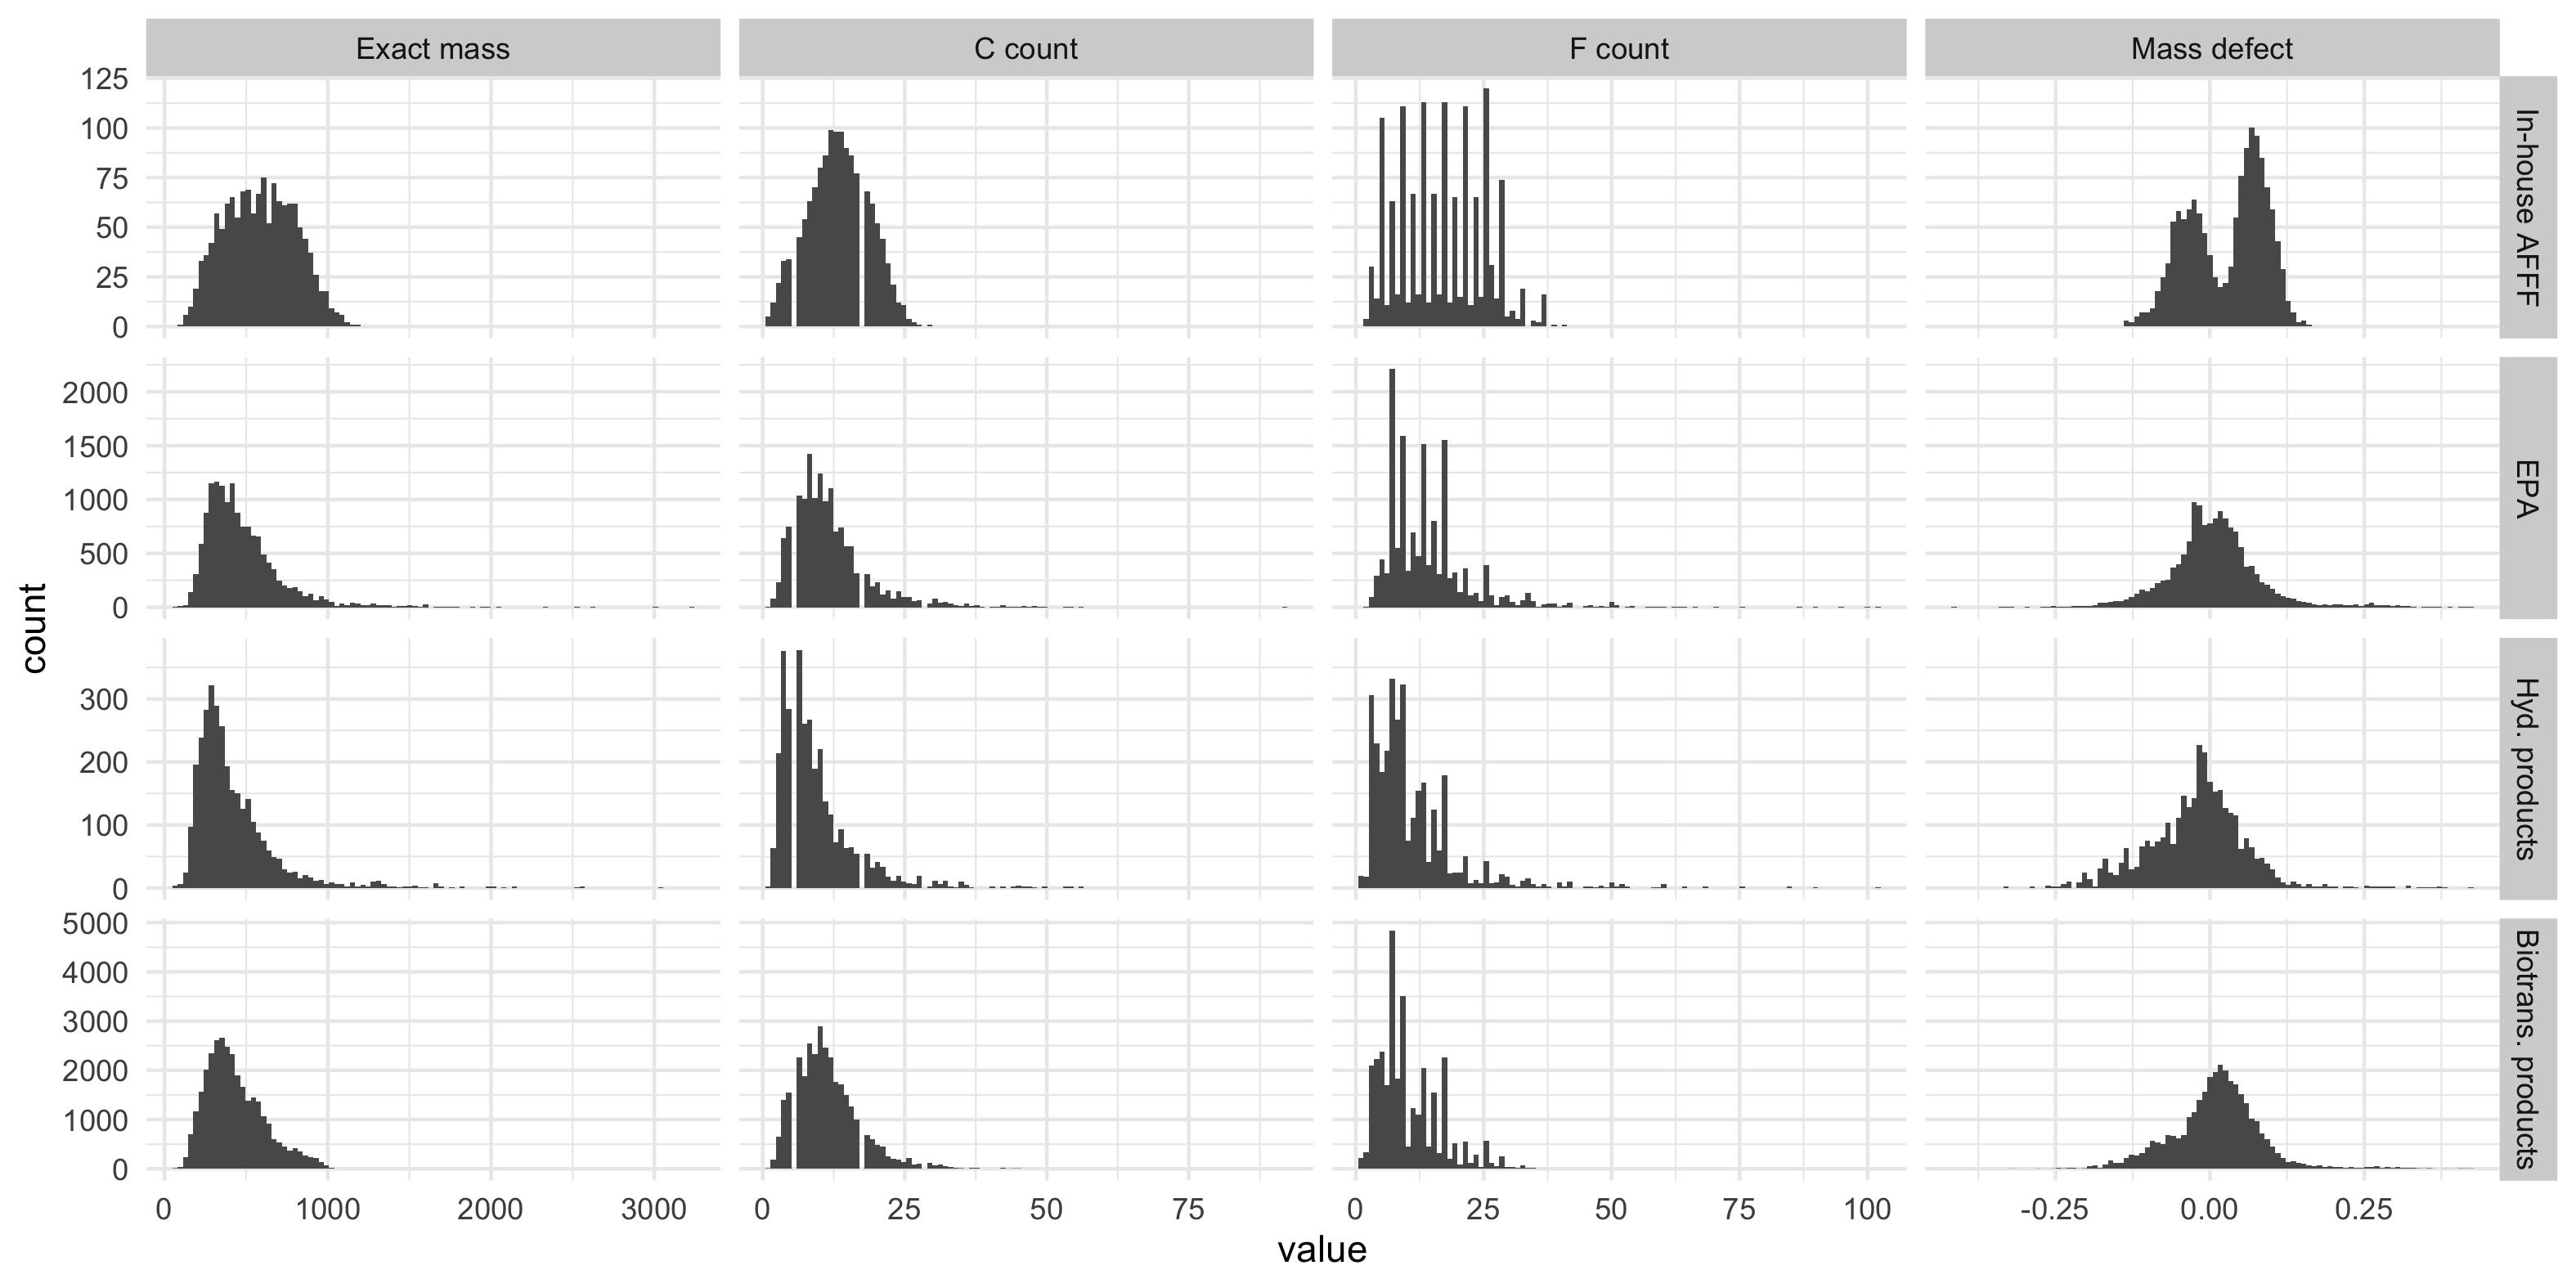 Exact mass
C count
F count
Mass defect
125
100
75
50
25
0
In-house AFFF
2000
1500
1000
500
0
EPA
300
200
100
0
Hyd. products
5000
4000
3000
2000
1000
0
Biotrans. products
count
0 1000 2000 3000
0 25 50 75
0 25 50 75 100
-0.25 0.00 0.25
value